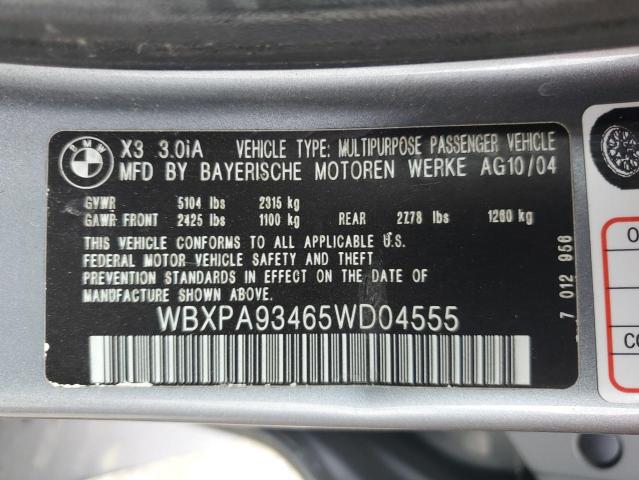 BMW
X3 3.0iA VEHICLE TYPE: MULTIPURPOSE PASSENGER VEHICLE
MFD BY BAYERISCHE MOTOREN WERKE AG10/04
GVWR 5104 lbs 2315 kg
GAWR FRONT 2425 lbs 1100 kg REAR 2778 lbs 1260 kg
THIS VEHICLE CONFORMS TO ALL APPLICABLE U.S.
FEDERAL MOTOR VEHICLE SAFETY AND THEFT
PREVENTION STANDARDS IN EFFECT ON THE DATE OF
MANUFACTURE SHOWN ABOVE.
WBXPA93465WD04555
7 012 956
O
CO